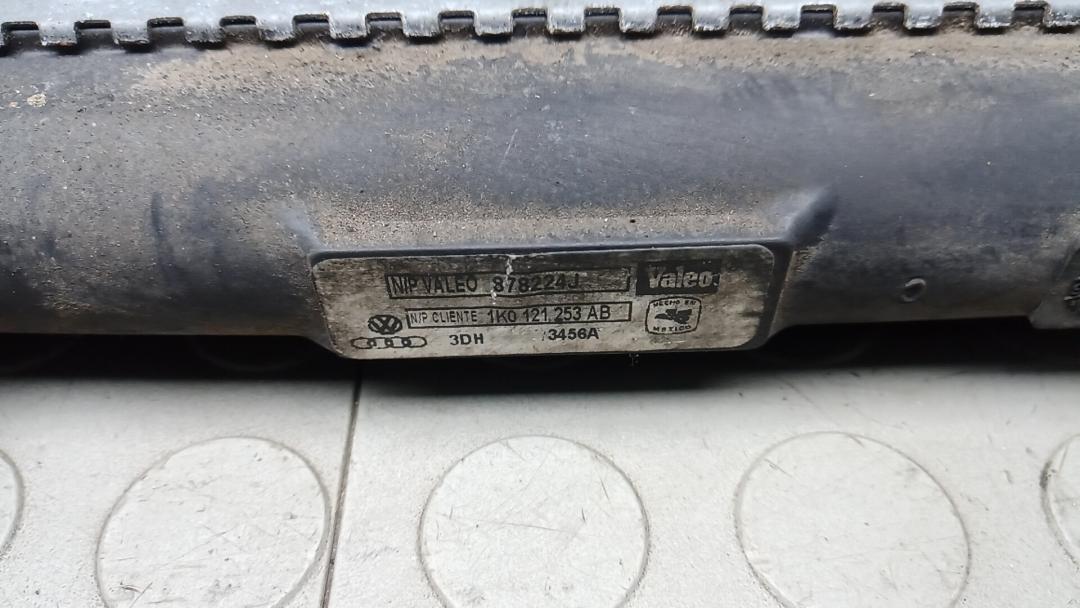 N/P VALEO 878224J Valeo
N/P CLIENTE 1K0 121 253 AB
HECHO EN
MEXICO
3DH 3456A